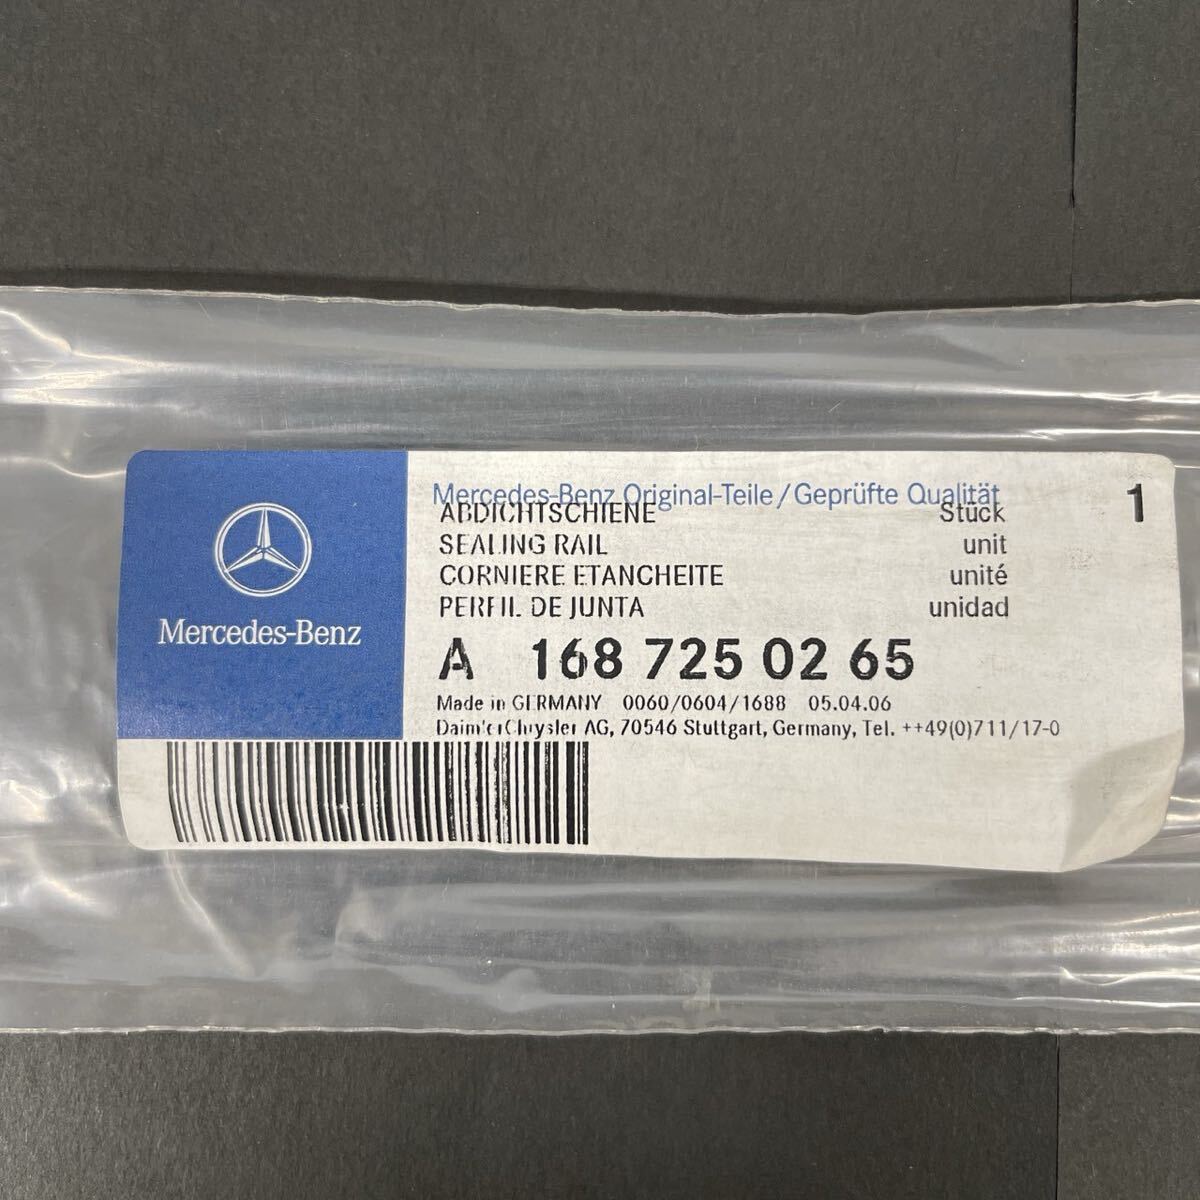 Mercedes-Benz
Mercedes-Benz Original-Teile/Geprüfte Qualität
ABDICHTSCHIENE Stück 1
SEALING RAIL unit
CORNIERE ETANCHEITE unité
PERFIL DE JUNTA unidad
A 168 725 02 65
Made in GERMANY 0060/0604/1688 05.04.06
DaimlerChrysler AG, 70546 Stuttgart, Germany, Tel. ++49(0)711/17-0